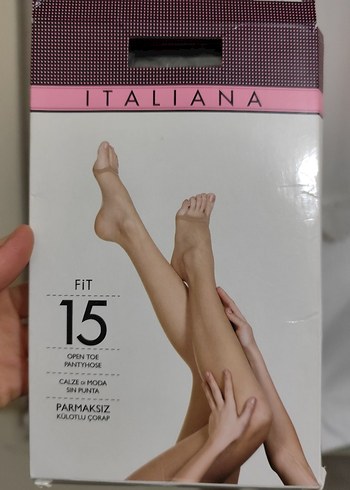 ITALIANA
FiT
15
OPEN TOE
PANTYHOSE
CALZE DI MODA
SIN PUNTA
PARMAKSIZ
KÜLOTLU ÇORAP